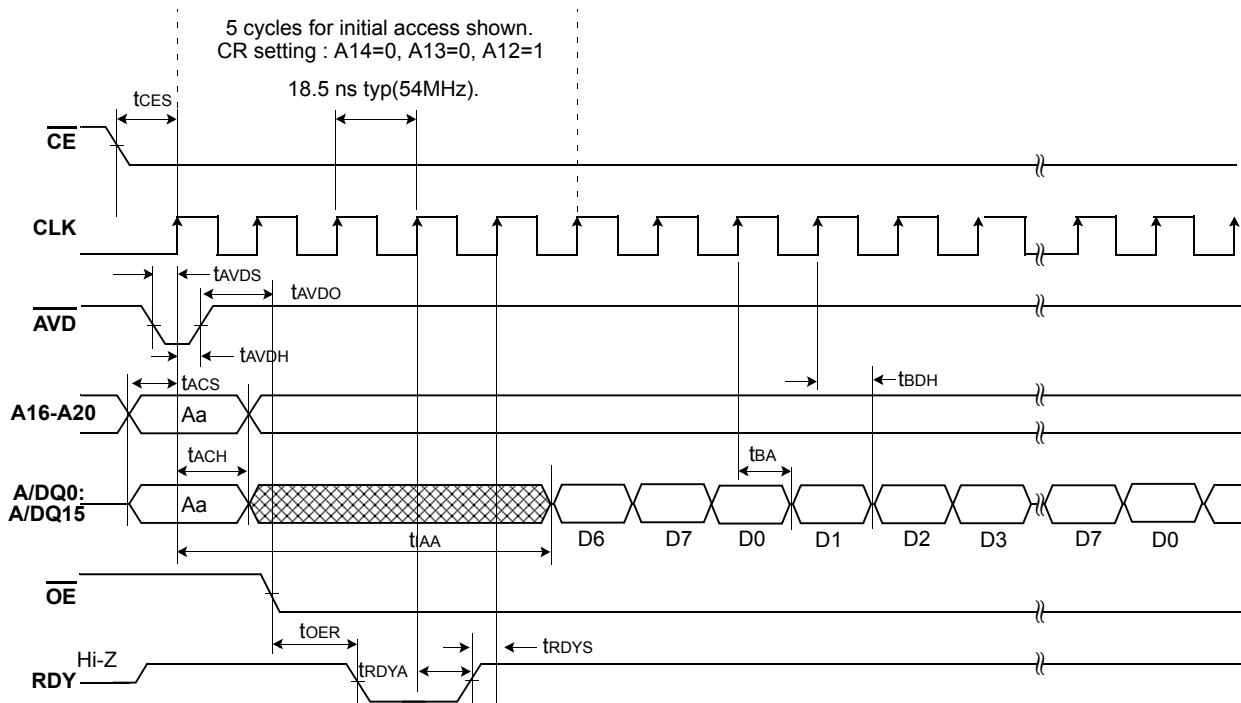 5 cycles for initial access shown.
CR setting : A14=0, A13=0, A12=1
18.5 ns typ(54MHz).
tCES
CE
CLK
tAVDS
tAVDO
AVD
tAVDH
tACS
tBDH
A16-A20
Aa
tACH
tBA
A/DQ0:
A/DQ15
Aa
D6 D7 D0 D1 D2 D3 D7 D0
tIAA
OE
tOER
tRDYS
Hi-Z
tRDYA
RDY